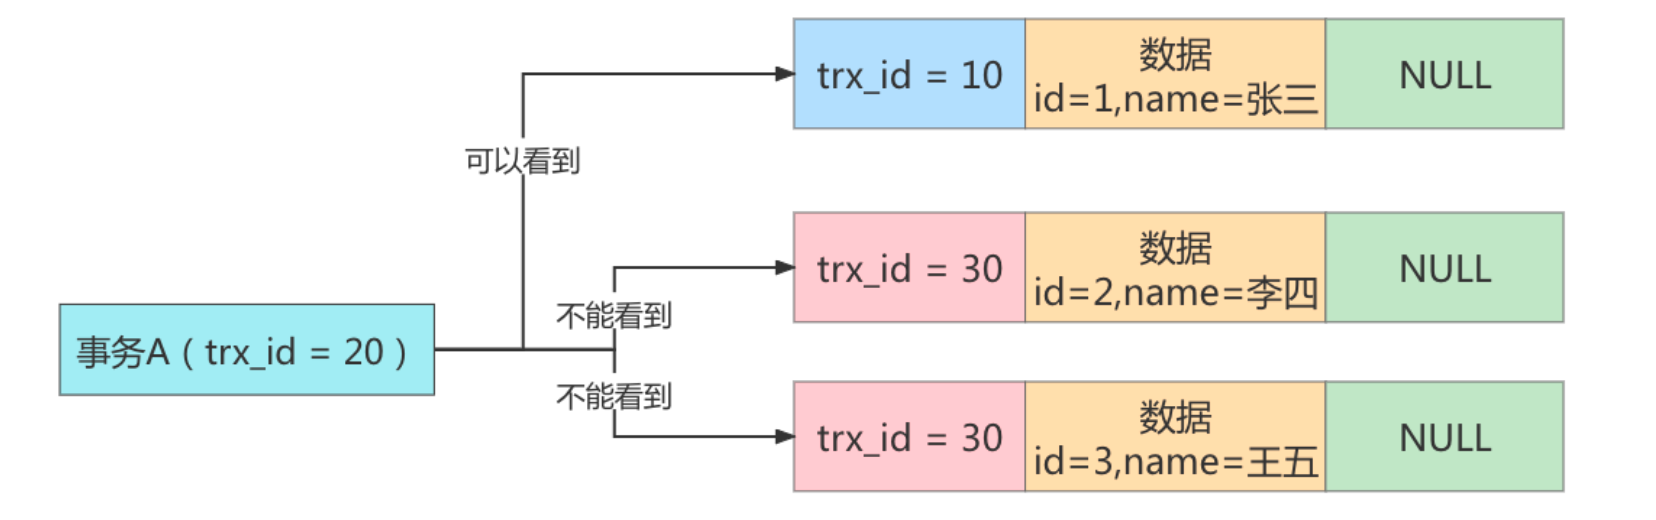 trx_id = 10
数据
id=1,name=张三
NULL
可以看到
trx_id = 30
数据
id=2,name=李四
NULL
不能看到
事务A ( trx_id = 20 )
不能看到
trx_id = 30
数据
id=3,name=王五
NULL